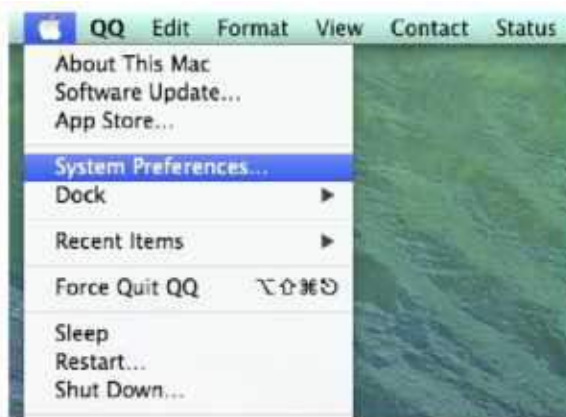 QQ Edit Format View Contact Status
About This Mac
Software Update...
App Store...
System Preferences...
Dock ▶
Recent Items ▶
Force Quit QQ ⌥⇧⌘⎋
Sleep
Restart...
Shut Down...